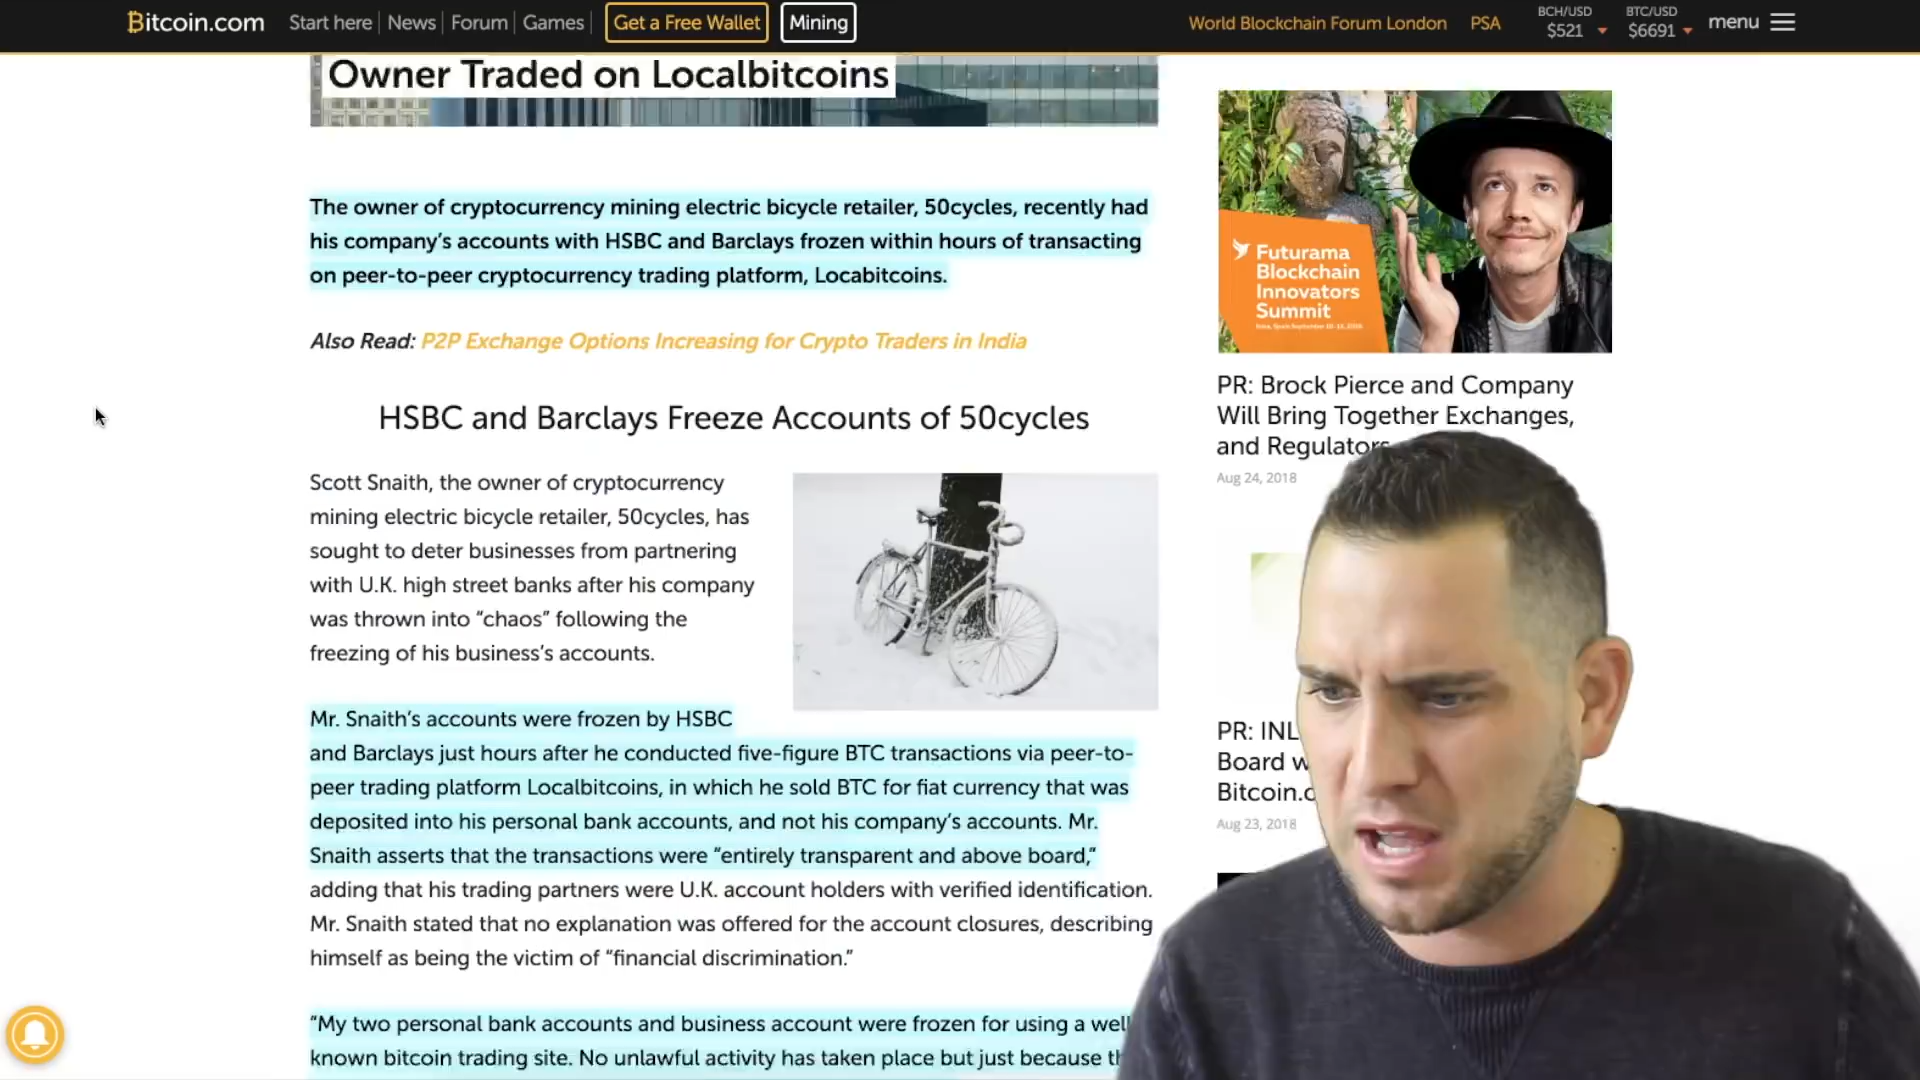 Bitcoin.com
Start here
News
Forum
Games
Get a Free Wallet
Mining
World Blockchain Forum London
PSA
BCH/USD
$521
BTC/USD
$6691
menu
Owner Traded on Localbitcoins
The owner of cryptocurrency mining electric bicycle retailer, 50cycles, recently had
his company's accounts with HSBC and Barclays frozen within hours of transacting
on peer-to-peer cryptocurrency trading platform, Locabitcoins.
Also Read: P2P Exchange Options Increasing for Crypto Traders in India
HSBC and Barclays Freeze Accounts of 50cycles
Scott Snaith, the owner of cryptocurrency
mining electric bicycle retailer, 50cycles, has
sought to deter businesses from partnering
with U.K. high street banks after his company
was thrown into “chaos” following the
freezing of his business's accounts.
Mr. Snaith's accounts were frozen by HSBC
and Barclays just hours after he conducted five-figure BTC transactions via peer-to-
peer trading platform Localbitcoins, in which he sold BTC for fiat currency that was
deposited into his personal bank accounts, and not his company's accounts. Mr.
Snaith asserts that the transactions were “entirely transparent and above board,”
adding that his trading partners were U.K. account holders with verified identification.
Mr. Snaith stated that no explanation was offered for the account closures, describing
himself as being the victim of “financial discrimination.”
“My two personal bank accounts and business account were frozen for using a well
known bitcoin trading site. No unlawful activity has taken place but just because
Futurama
Blockchain
Innovators
Summit
PR: Brock Pierce and Company
Will Bring Together Exchanges,
and Regulators
Aug 24, 2018
PR: INL
Board w
Bitcoin.c
Aug 23, 2018